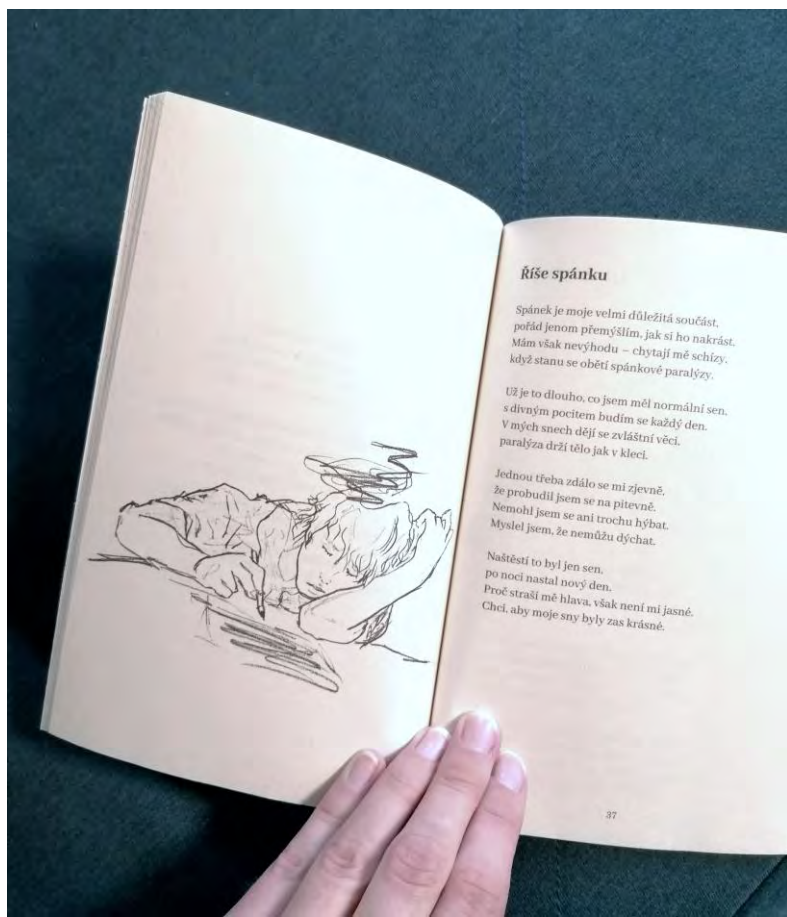 Říše spánku
Spánek je moje velmi důležitá součást,
pořád jenom přemýšlím, jak si ho nakrást.
Mám však nevýhodu – chytají mě schízy,
když stanu se obětí spánkové paralýzy.
Už je to dlouho, co jsem měl normální sen,
s divným pocitem budím se každý den.
V mých snech dějí se zvláštní věci,
paralýza drží tělo jak v kleci.
Jednou třeba zdálo se mi zjevně,
že probudil jsem se na pitevně.
Nemohl jsem se ani trochu hýbat.
Myslel jsem, že nemůžu dýchat.
Naštěstí to byl jen sen,
po noci nastal nový den.
Proč straší mě hlava, však není mi jasné.
Chci, aby moje sny byly zas krásné.
37